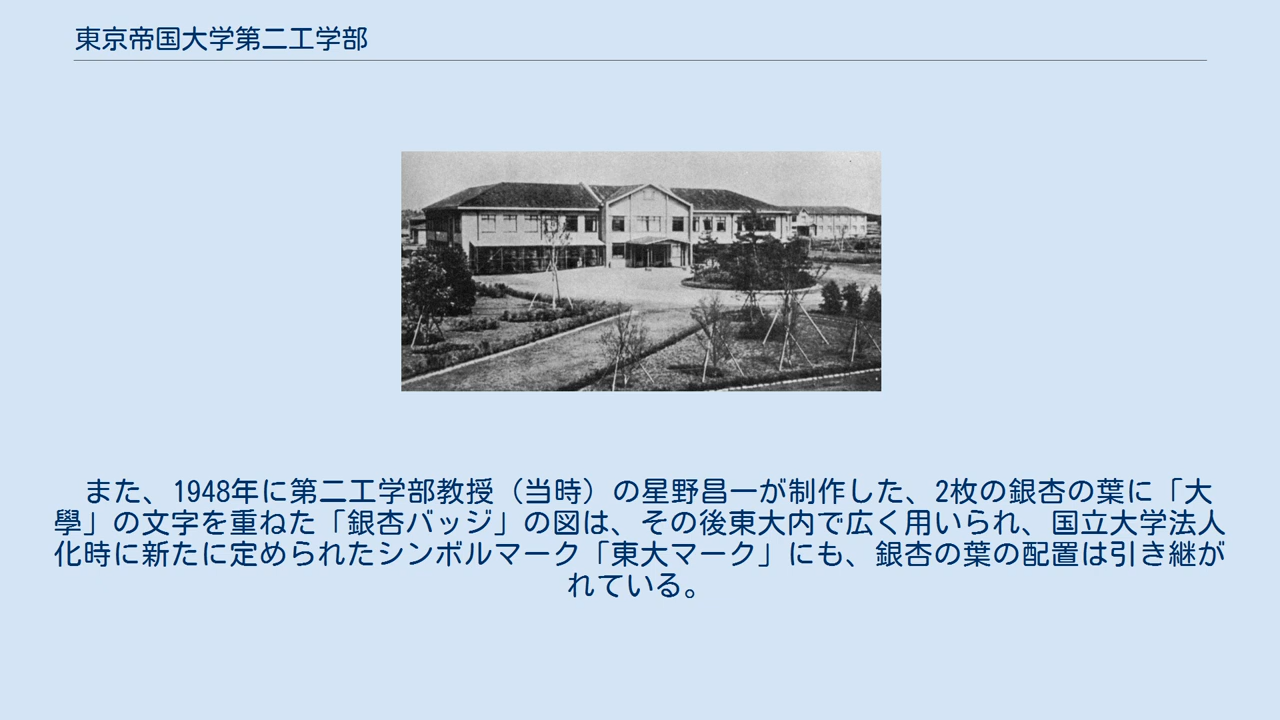 東京帝国大学第二工学部
また、1948年に第二工学部教授（当時）の星野昌一が制作した、2枚の銀杏の葉に「大
學」の文字を重ねた「銀杏バッジ」の図は、その後東大内で広く用いられ、国立大学法人
化時に新たに定められたシンボルマーク「東大マーク」にも、銀杏の葉の配置は引き継が
れている。